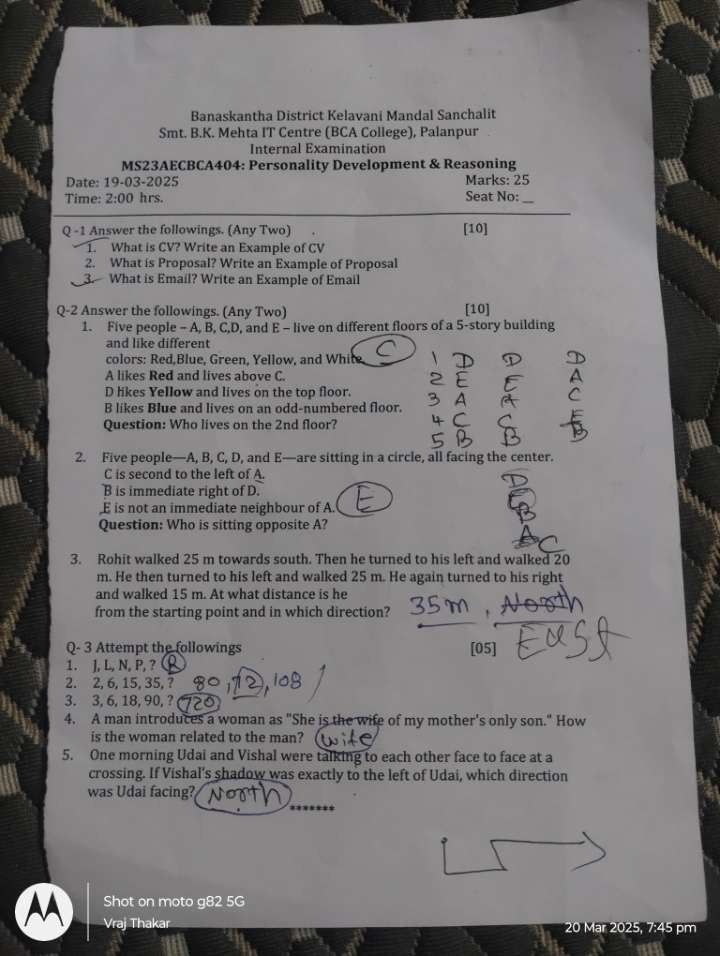 Banaskantha District Kelavani Mandal Sanchalit
Smt. B.K. Mehta IT Centre (BCA College), Palanpur
Internal Examination
MS23AECBCA404: Personality Development & Reasoning
Date: 19-03-2025 Marks: 25
Time: 2:00 hrs. Seat No: __
Q -1 Answer the followings. (Any Two) [10]
1. What is CV? Write an Example of CV
2. What is Proposal? Write an Example of Proposal
3. What is Email? Write an Example of Email
Q-2 Answer the followings. (Any Two) [10]
1. Five people – A, B, C,D, and E – live on different floors of a 5-story building
and like different
colors: Red,Blue, Green, Yellow, and White. C 1 D D D
A likes Red and lives above C. 2 E E A
D likes Yellow and lives on the top floor. 3 A A C
B likes Blue and lives on an odd-numbered floor. 4 C C E
Question: Who lives on the 2nd floor? 5 B B B
2. Five people—A, B, C, D, and E—are sitting in a circle, all facing the center.
C is second to the left of A. D
B is immediate right of D. E
E is not an immediate neighbour of A. E B
Question: Who is sitting opposite A? A C
3. Rohit walked 25 m towards south. Then he turned to his left and walked 20
m. He then turned to his left and walked 25 m. He again turned to his right
and walked 15 m. At what distance is he
from the starting point and in which direction? 35m, North
East
Q- 3 Attempt the followings [05]
1. J, L, N, P, ? R
2. 2, 6, 15, 35, ? 80, 72, 108
3. 3, 6, 18, 90, ? 720
4. A man introduces a woman as "She is the wife of my mother's only son." How
is the woman related to the man? wife
5. One morning Udai and Vishal were talking to each other face to face at a
crossing. If Vishal's shadow was exactly to the left of Udai, which direction
was Udai facing? North
*******
Shot on moto g82 5G
Vraj Thakar
20 Mar 2025, 7:45 pm